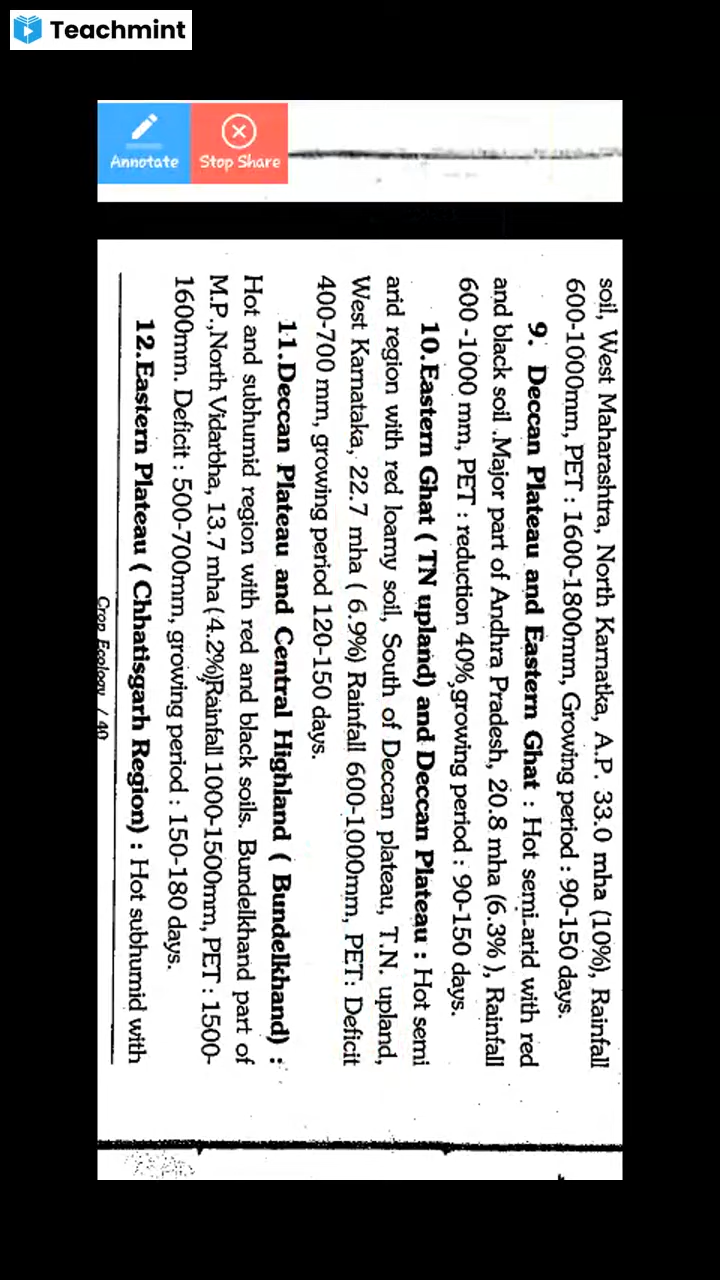 Teachmint
Annotate
Stop Share
soil, West Maharashtra, North Karnatka, A.P. 33.0 mha (10%), Rainfall
600-1000mm, PET : 1600-1800mm, Growing period : 90-150 days.
9. Deccan Plateau and Eastern Ghat : Hot semi-arid with red
and black soil .Major part of Andhra Pradesh, 20.8 mha (6.3% ), Rainfall
600 -1000 mm, PET : reduction 40%,growing period : 90-150 days.
10.Eastern Ghat ( TN upland) and Deccan Plateau : Hot semi
arid region with red loamy soil, South of Deccan plateau, T.N. upland,
West Karnataka, 22.7 mha ( 6.9%) Rainfall 600-1000mm, PET: Deficit
400-700 mm, growing period 120-150 days.
11.Deccan Plateau and Central Highland ( Bundelkhand) :
Hot and subhumid region with red and black soils. Bundelkhand part of
M.P.,North Vidarbha, 13.7 mha ( 4.2%)Rainfall 1000-1500mm, PET : 1500-
1600mm. Deficit : 500-700mm, growing period : 150-180 days.
12.Eastern Plateau ( Chhatisgarh Region) : Hot subhumid with
Crop Ecology / 40